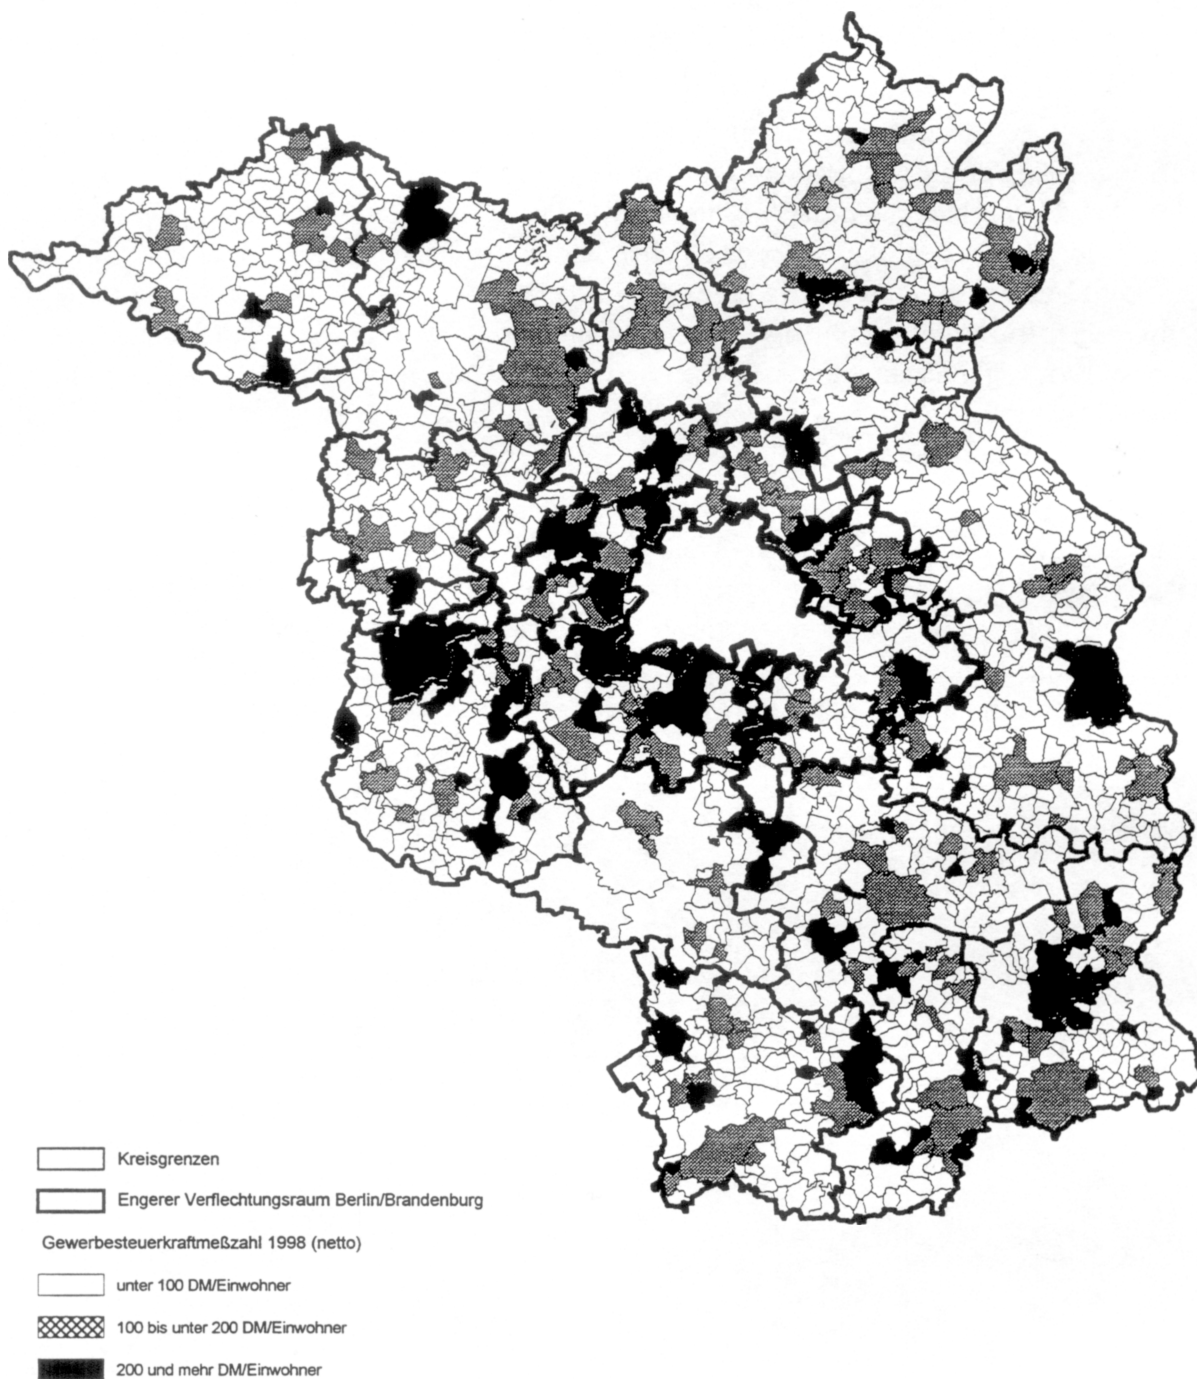 Kreisgrenzen
Engerer Verflechtungsraum Berlin/Brandenburg
Gewerbesteuerkraftmeßzahl 1998 (netto)
unter 100 DM/Einwohner
100 bis unter 200 DM/Einwohner
200 und mehr DM/Einwohner